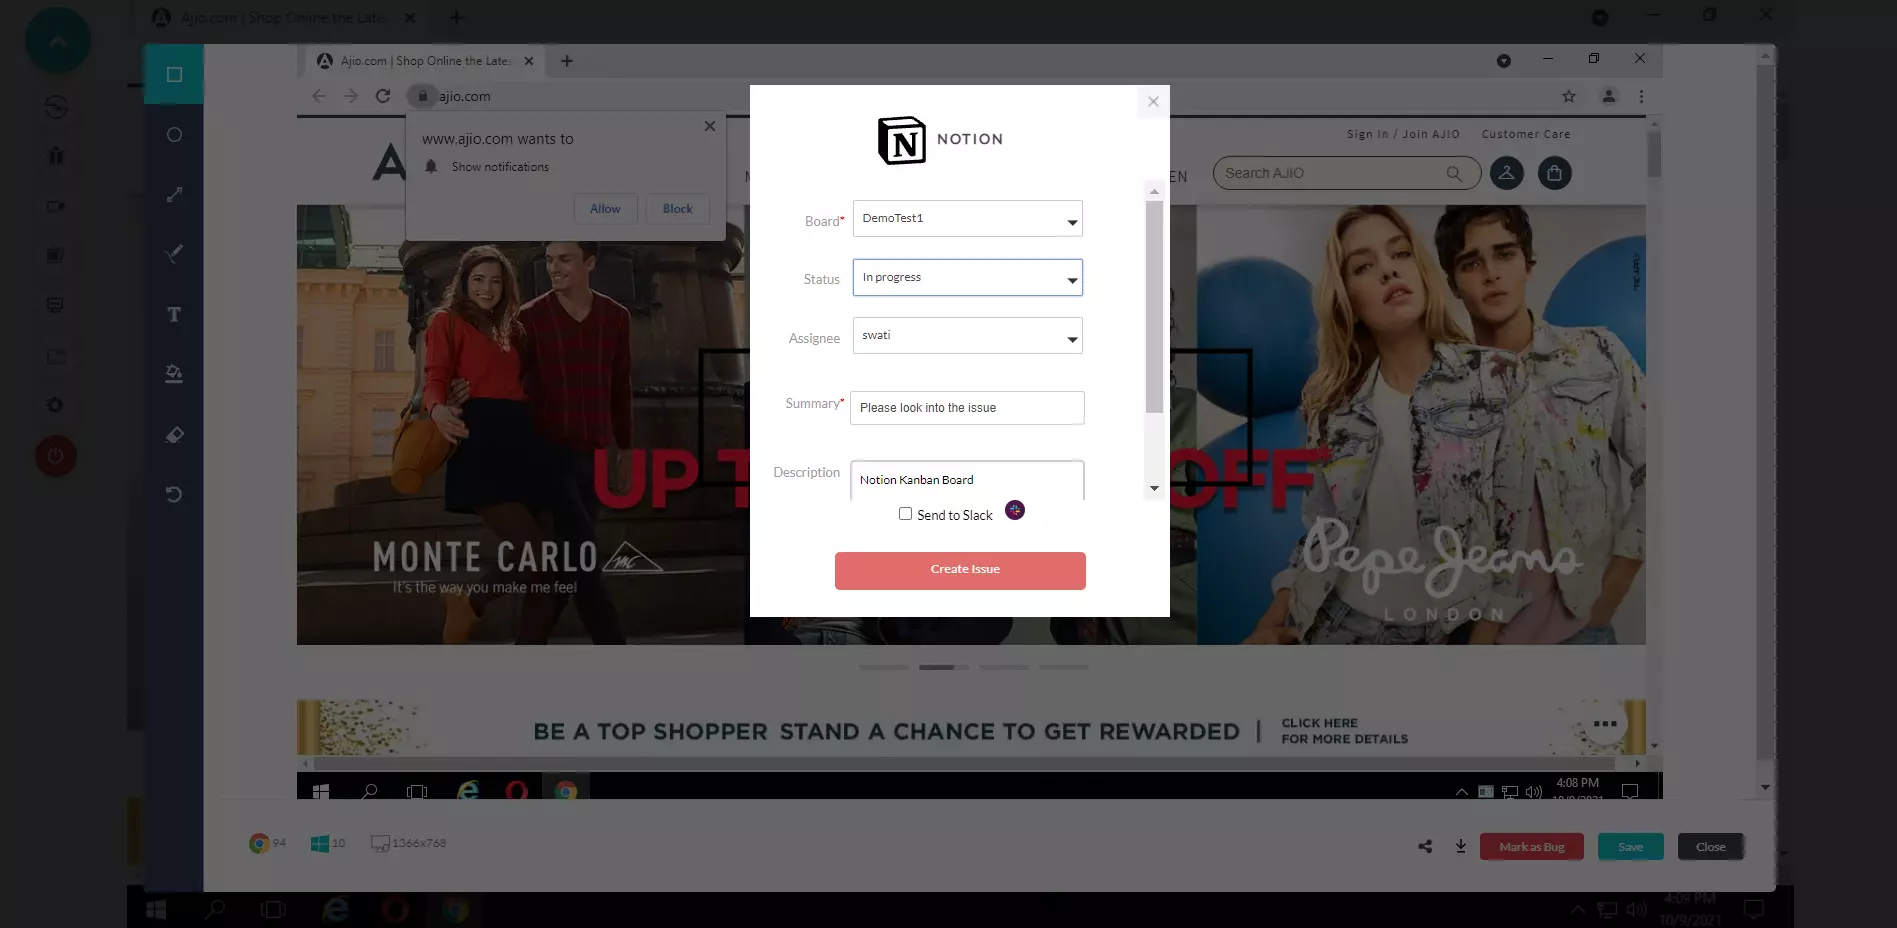 Ajio.com | Shop Online the Lates
Ajio.com | Shop Online the Lates
ajio.com
www.ajio.com wants to
Show notifications
Allow
Block
Sign In / Join AJIO
Customer Care
Search AJIO
EN
NOTION
Board*
DemoTest1
Status
In progress
Assignee
swati
Summary*
Please look into the issue
Description
Notion Kanban Board
Send to Slack
Create Issue
UP T
OFF*
MONTE CARLO
It's the way you make me feel
Pepe Jeans
LONDON
BE A TOP SHOPPER STAND A CHANCE TO GET REWARDED |
CLICK HERE
FOR MORE DETAILS
4:08 PM
10/9/2021
94
10
1366x768
Mark as Bug
Save
Close
4:09 PM
10/9/2021